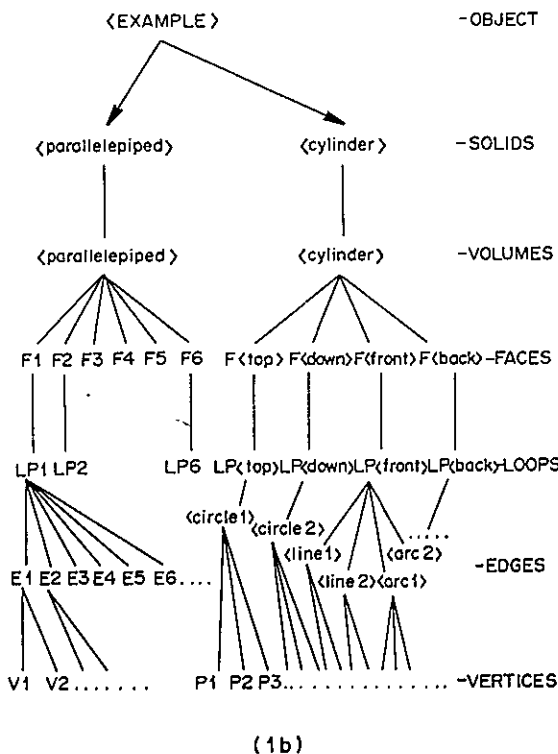 <EXAMPLE> -OBJECT
<parallelepiped> <cylinder> -SOLIDS
<parallelepiped> <cylinder> -VOLUMES
F1 F2 F3 F4 F5 F6 F<top> F<down> F<front> F<back> -FACES
LP1 LP2 LP6 LP<top> LP<down> LP<front> LP<back> -LOOPS
<circle1> <circle2> .....
<line1> <arc2>
E1 E2 E3 E4 E5 E6 .... <line2> <arc1> -EDGES
V1 V2 ........ P1 P2 P3 .................. -VERTICES
(1b)